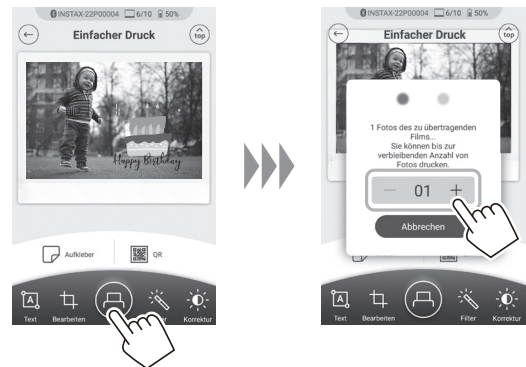 INSTAX-22P00004 6/10 50%
Einfacher Druck
top
Happy Birthday
Aufkleber
QR
Text
Bearbeiten
er
Korrektur
INSTAX-22P00004 6/10 50%
Einfacher Druck
top
1 Fotos des zu übertragenden
Films...
Sie können bis zur
verbleibenden Anzahl von
Fotos drucken.
— 01 +
Abbrechen
Text
Bearbeiten
Filter
Korrektur